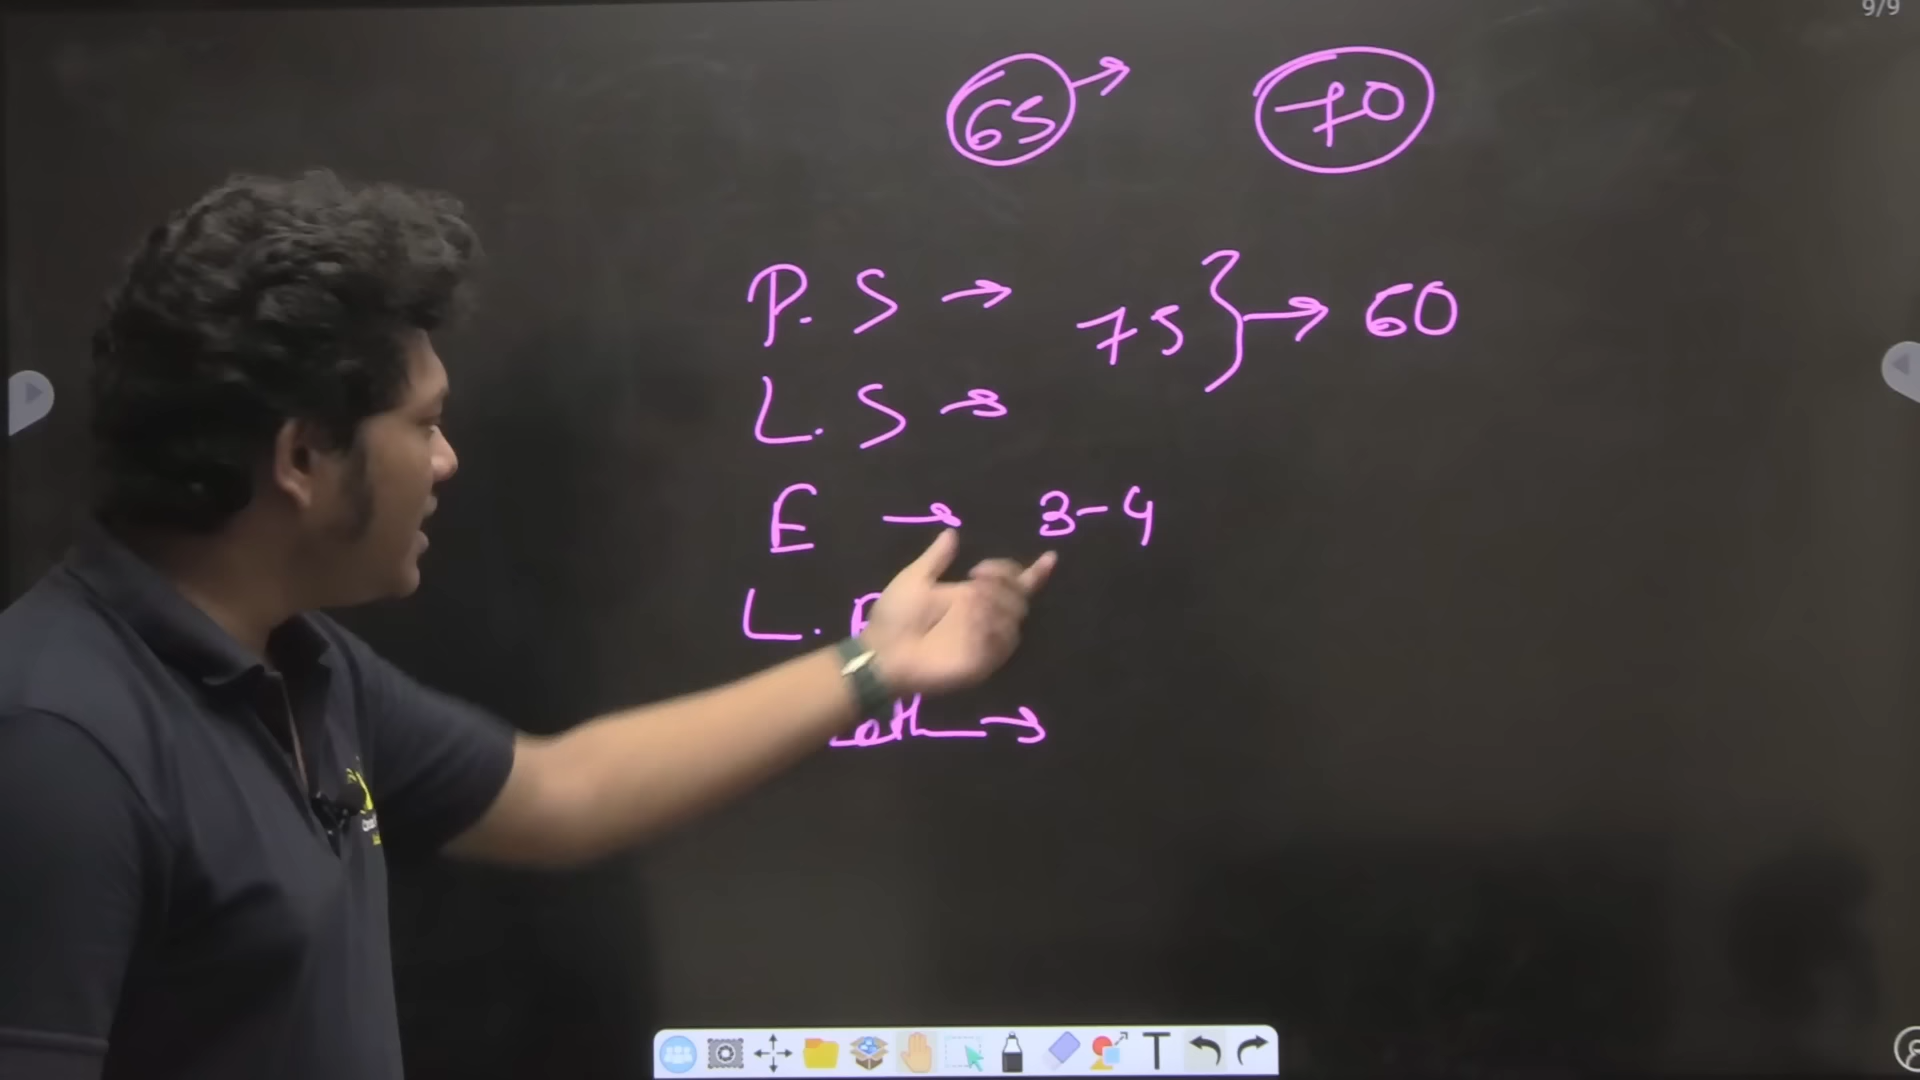 9/9
65 → 70
P. S → 75 } → 60
L. S →
E → 3-4
L.
→
T